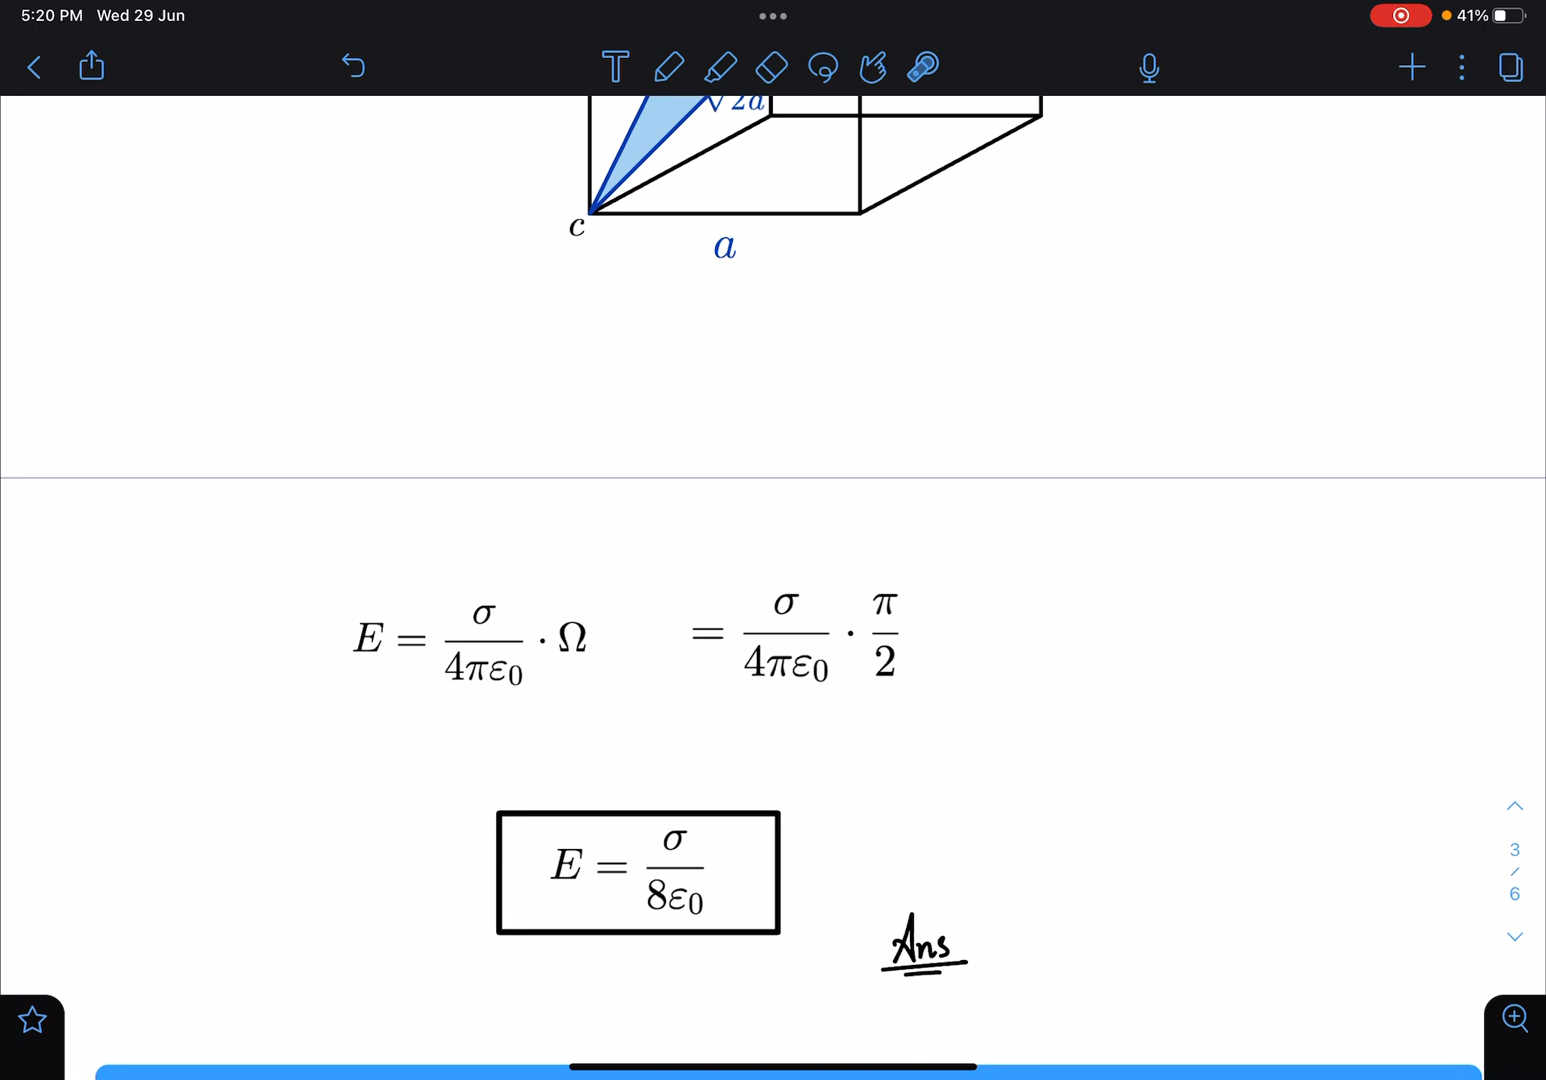 5:20 PM Wed 29 Jun
41%
√2a
c
a
E = σ/4πε₀ · Ω = σ/4πε₀ · π/2
E = σ/8ε₀
Ans
3
/
6